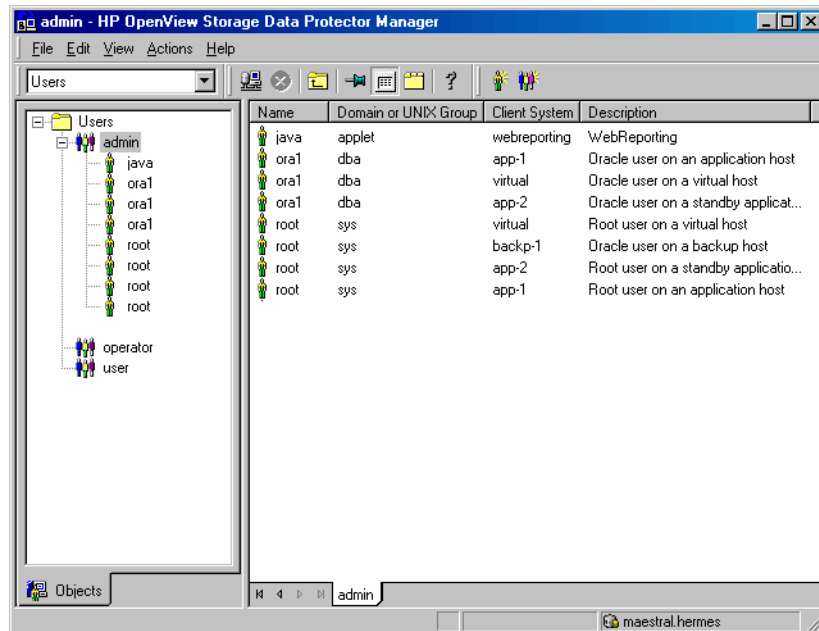 admin - HP OpenView Storage Data Protector Manager
File Edit View Actions Help
Users
Users
admin
java
ora1
ora1
ora1
root
root
root
root
operator
user
Objects
Name Domain or UNIX Group Client System Description
java applet webreporting WebReporting
ora1 dba app-1 Oracle user on an application host
ora1 dba virtual Oracle user on a virtual host
ora1 dba app-2 Oracle user on a standby applicat...
root sys virtual Root user on a virtual host
root sys backp-1 Oracle user on a backup host
root sys app-2 Root user on a standby applicatio...
root sys app-1 Root user on an application host
admin
maestral.hermes